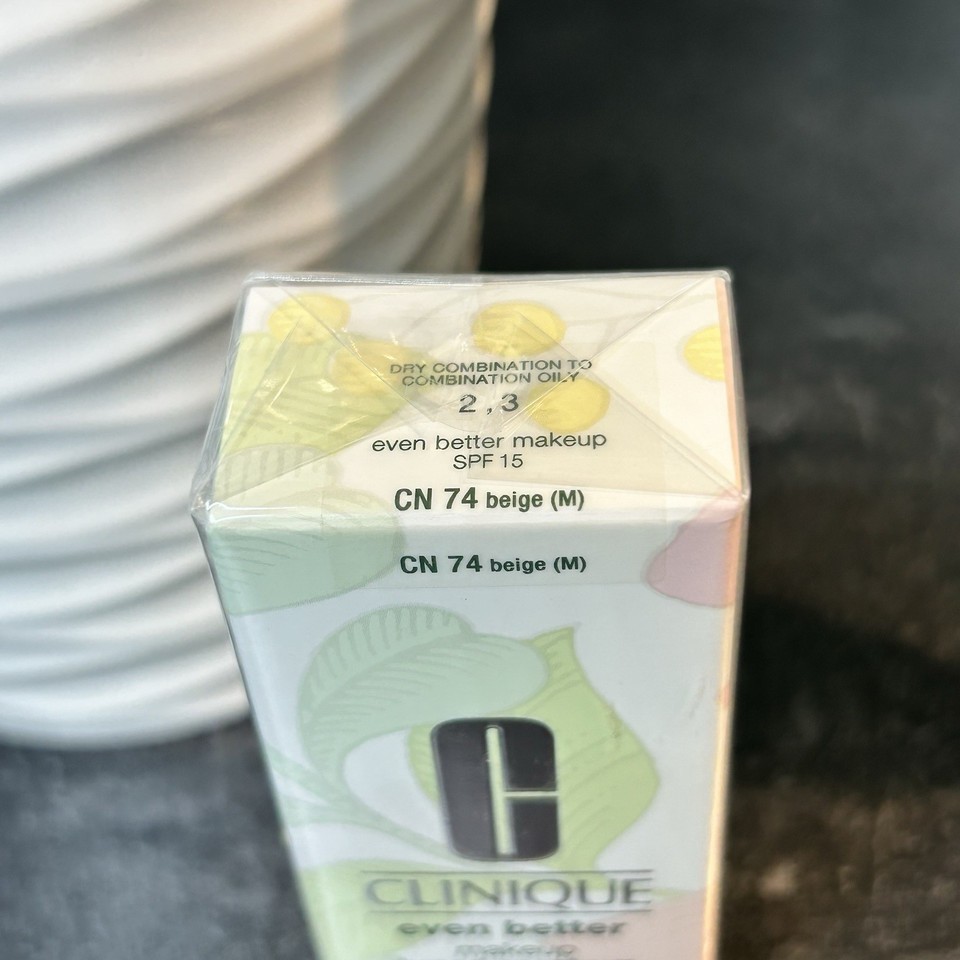 DRY COMBINATION TO
COMBINATION OILY
2 , 3
even better makeup
SPF 15
CN 74 beige (M)
CN 74 beige (M)
C
CLINIQUE
even better
makeup